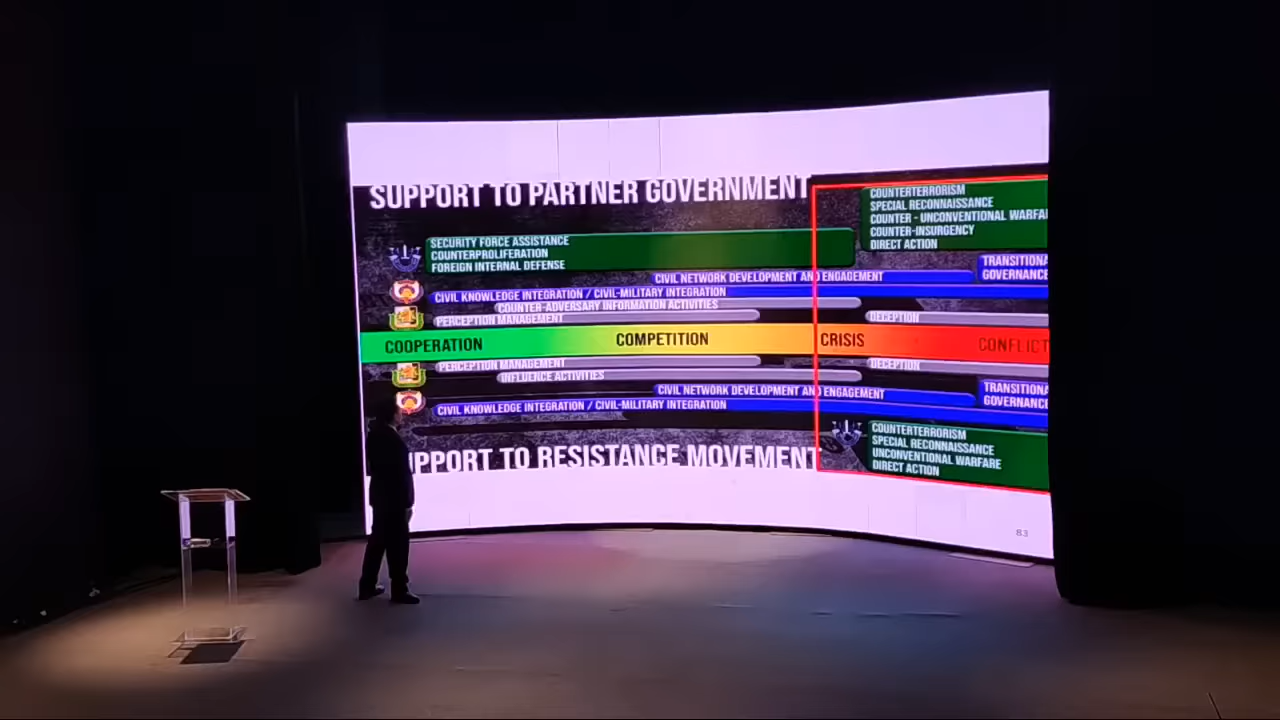 SUPPORT TO PARTNER GOVERNMENT
COUNTERTERRORISM
SPECIAL RECONNAISSANCE
COUNTER - UNCONVENTIONAL WARFA
COUNTER-INSURGENCY
DIRECT ACTION
SECURITY FORCE ASSISTANCE
COUNTERPROLIFERATION
FOREIGN INTERNAL DEFENSE
TRANSITIONA
GOVERNANCE
CIVIL NETWORK DEVELOPMENT AND ENGAGEMENT
CIVIL KNOWLEDGE INTEGRATION / CIVIL-MILITARY INTEGRATION
COUNTER-ADVERSARY INFORMATION ACTIVITIES
PERCEPTION MANAGEMENT
DECEPTION
COOPERATION
COMPETITION
CRISIS
CONFLICT
PERCEPTION MANAGEMENT
DECEPTION
INFLUENCE ACTIVITIES
CIVIL NETWORK DEVELOPMENT AND ENGAGEMENT
TRANSITIONA
GOVERNANCE
CIVIL KNOWLEDGE INTEGRATION / CIVIL-MILITARY INTEGRATION
COUNTERTERRORISM
SPECIAL RECONNAISSANCE
UNCONVENTIONAL WARFARE
DIRECT ACTION
UPPORT TO RESISTANCE MOVEMENT
83